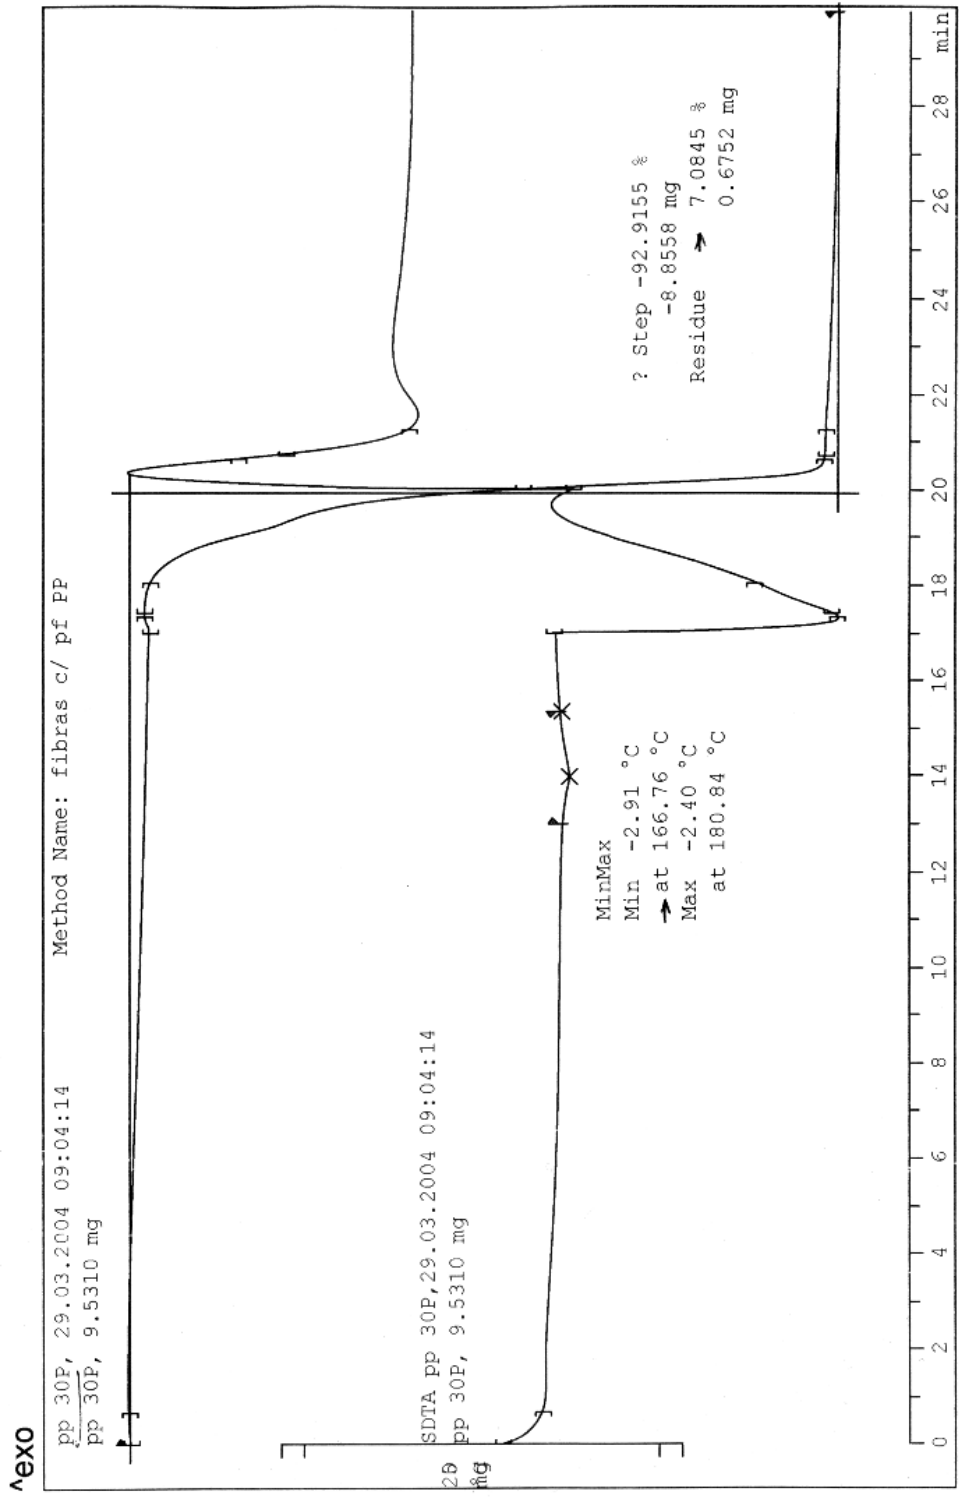 ^exo
pp 30P, 29.03.2004 09:04:14
pp 30P, 9.5310 mg
Method Name: fibras c/ pf PP
SDTA pp 30P,29.03.2004 09:04:14
pp 30P, 9.5310 mg
MinMax
Min -2.91 °C
at 166.76 °C
Max -2.40 °C
at 180.84 °C
? Step -92.9155 %
-8.8558 mg
Residue 7.0845 %
0.6752 mg
mg
0 2 4 6 8 10 12 14 16 18 20 22 24 26 28 min